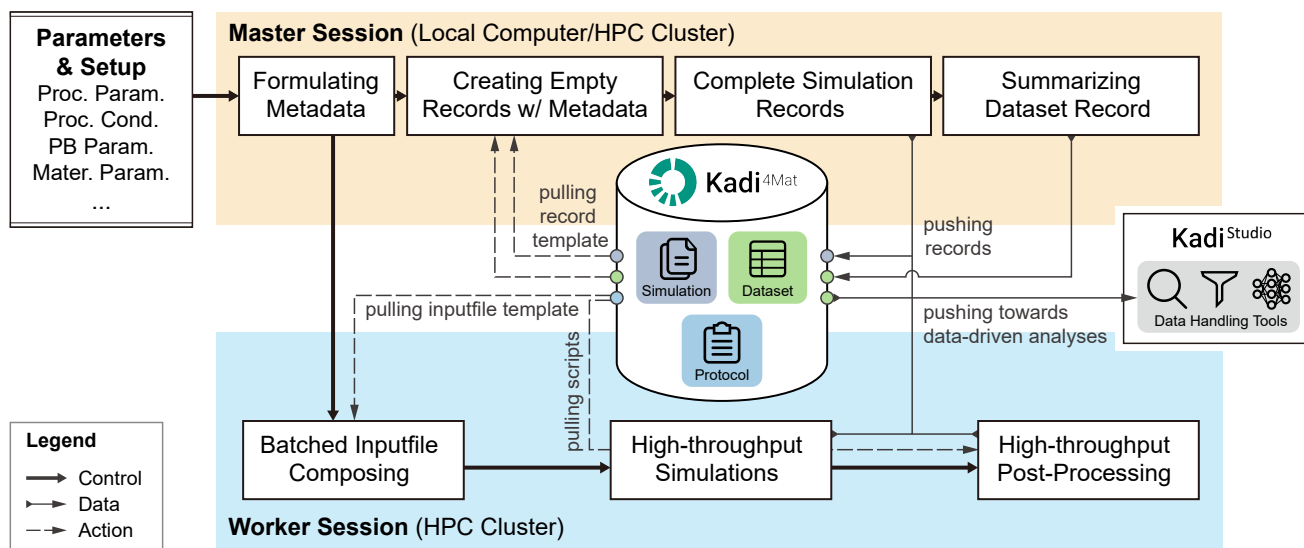 Parameters
& Setup
Proc. Param.
Proc. Cond.
PB Param.
Mater. Param.
...
Master Session (Local Computer/HPC Cluster)
Formulating
Metadata
Creating Empty
Records w/ Metadata
Complete Simulation
Records
Summarizing
Dataset Record
Kadi4Mat
pulling
record
template
pushing
records
Simulation
Dataset
Protocol
KadiStudio
Data Handling Tools
pulling inputfile template
pushing towards
data-driven analyses
pulling scripts
Batched Inputfile
Composing
High-throughput
Simulations
High-throughput
Post-Processing
Worker Session (HPC Cluster)
Legend
Control
Data
Action